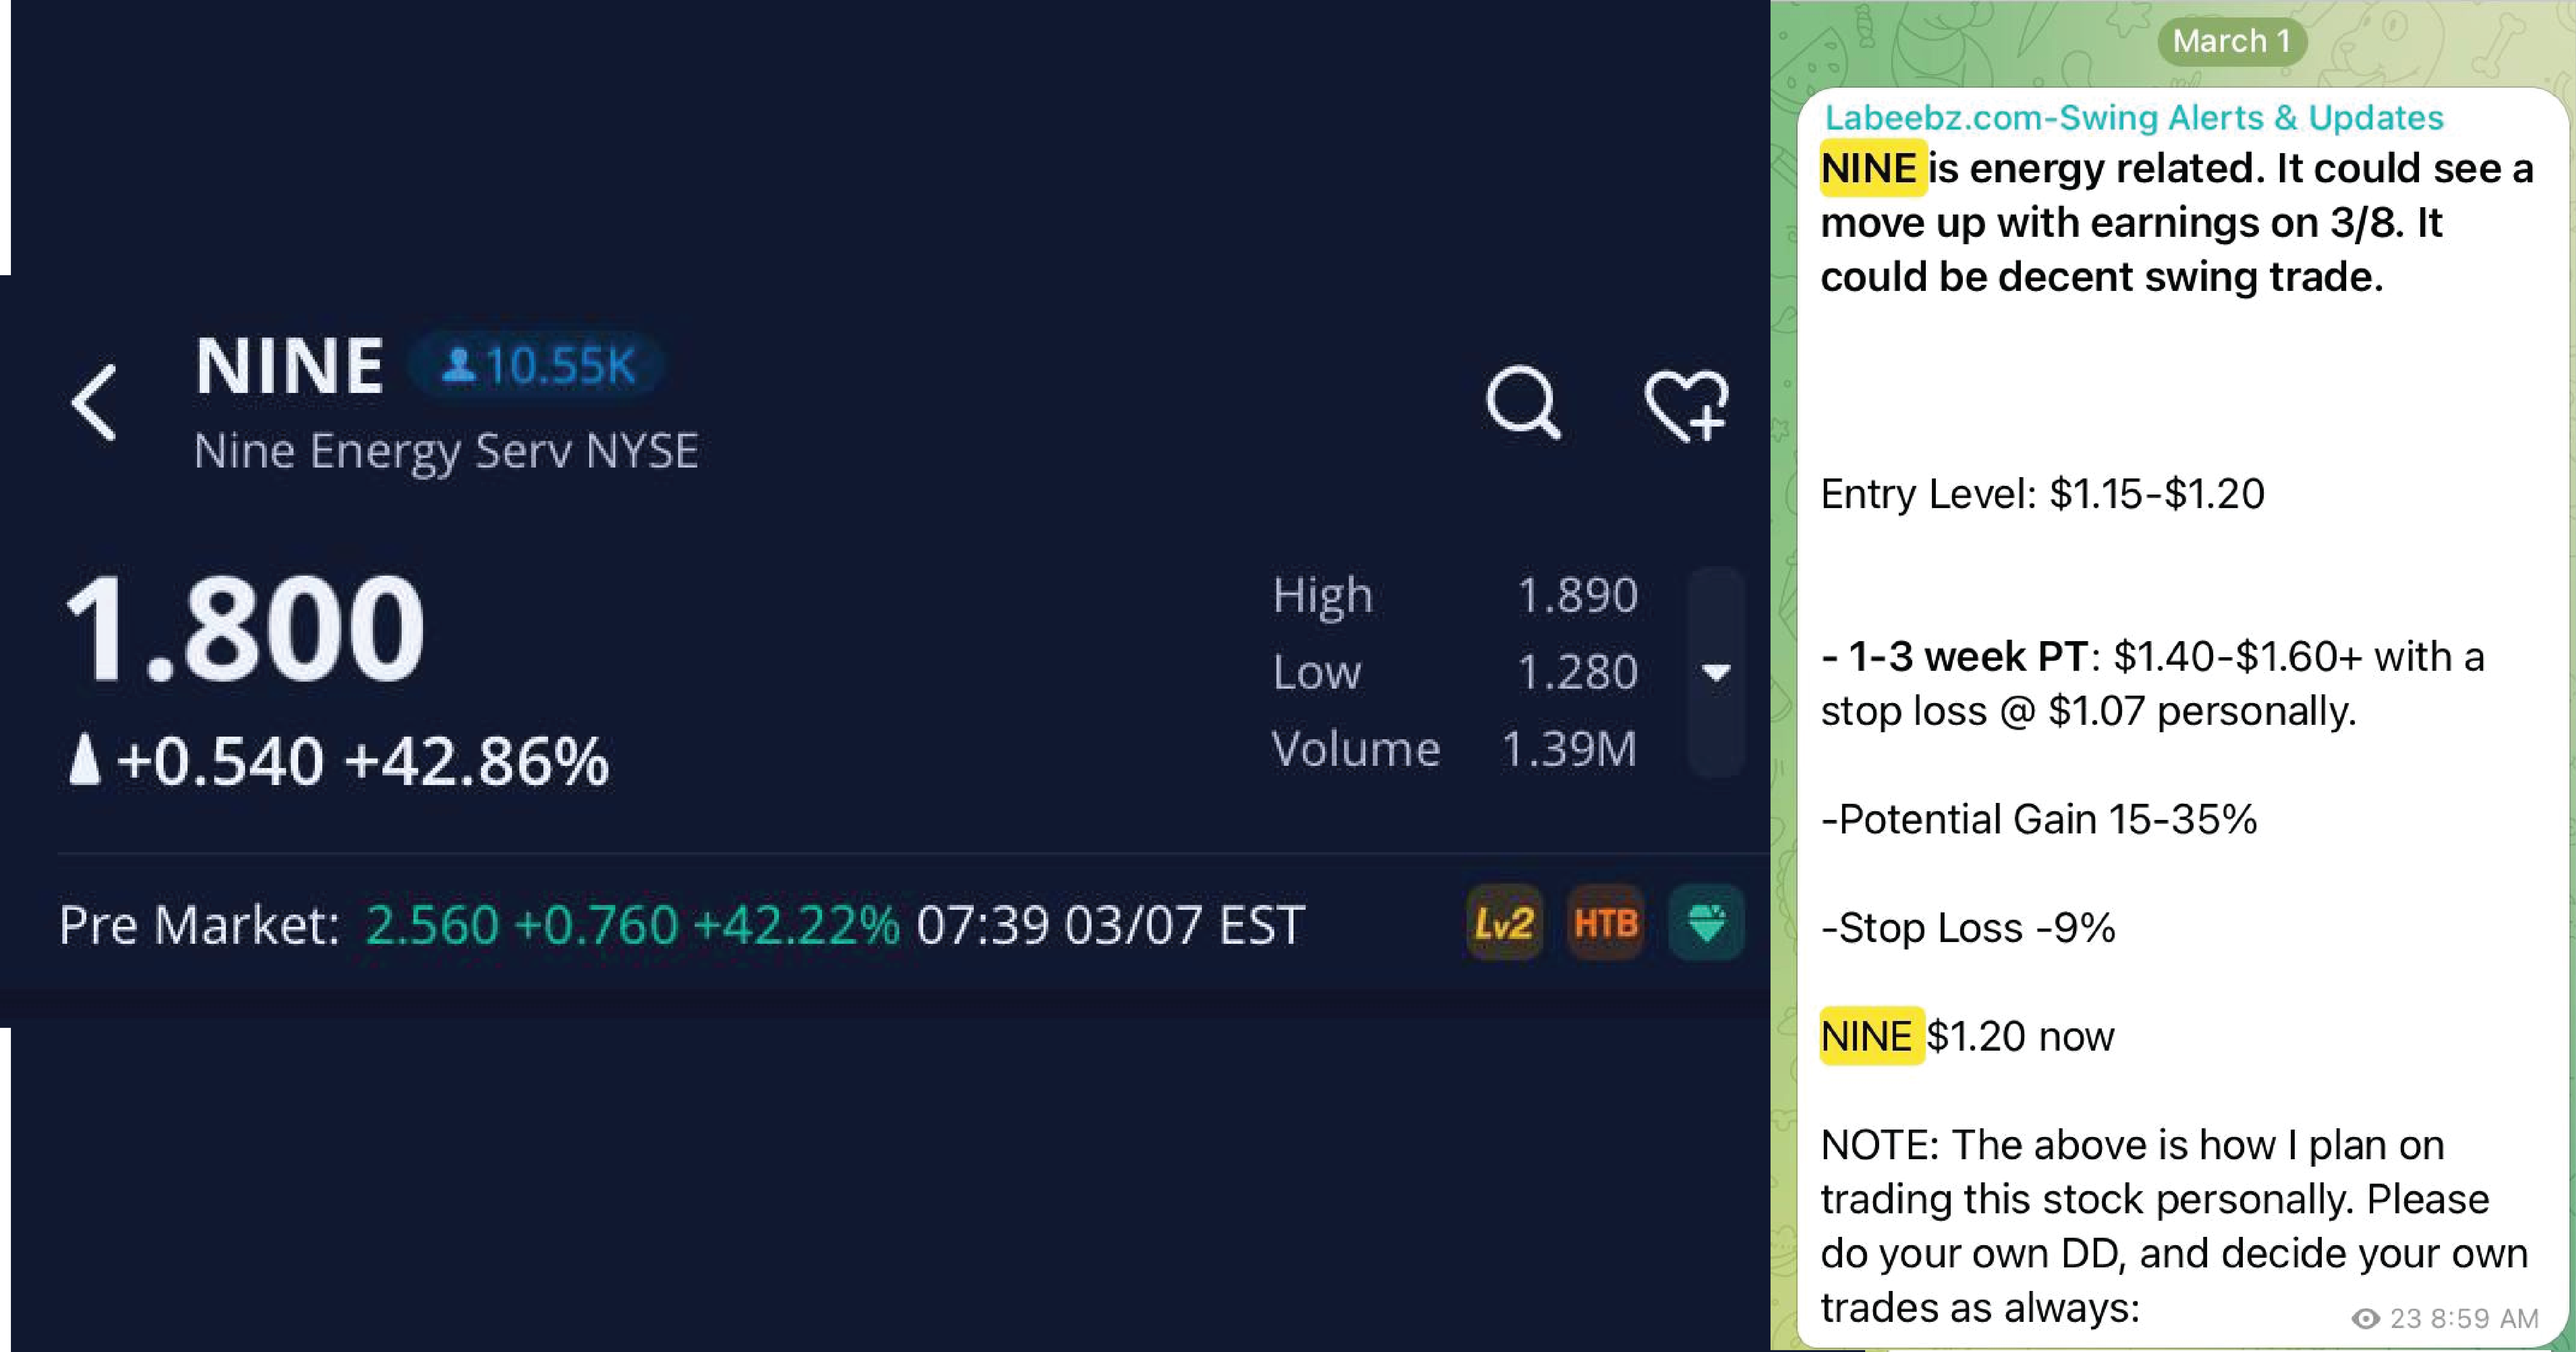 NINE 10.55K
Nine Energy Serv NYSE
1.800
+0.540 +42.86%
High 1.890
Low 1.280
Volume 1.39M
Pre Market: 2.560 +0.760 +42.22% 07:39 03/07 EST Lv2 HTB
March 1
Labeebz.com-Swing Alerts & Updates
NINE is energy related. It could see a
move up with earnings on 3/8. It
could be decent swing trade.
Entry Level: $1.15-$1.20
- 1-3 week PT: $1.40-$1.60+ with a
stop loss @ $1.07 personally.
-Potential Gain 15-35%
-Stop Loss -9%
NINE $1.20 now
NOTE: The above is how I plan on
trading this stock personally. Please
do your own DD, and decide your own
trades as always:
23 8:59 AM